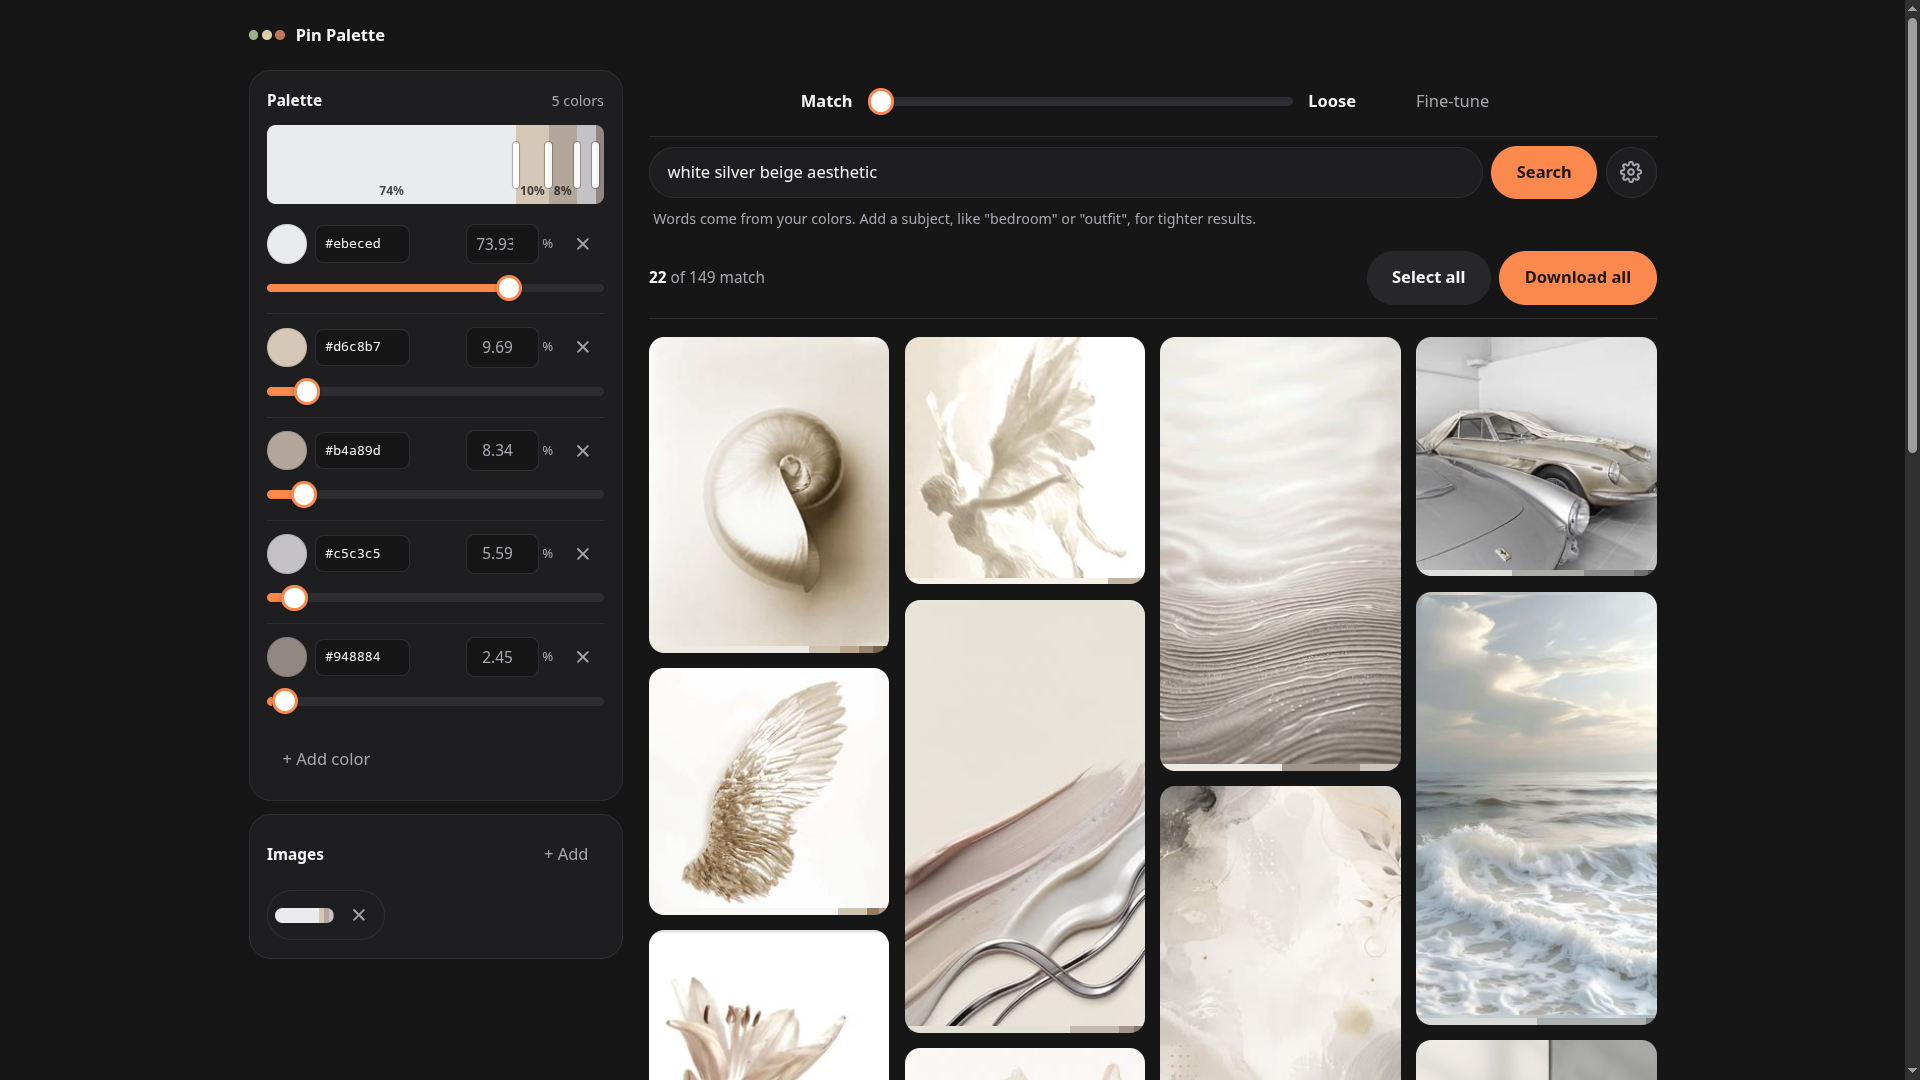 Pin Palette
Palette
5 colors
74%
10%
8%
#ebeced
73.93
%
#d6c8b7
9.69
%
#b4a89d
8.34
%
#c5c3c5
5.59
%
#948884
2.45
%
+ Add color
Images
+ Add
Match
Loose
Fine-tune
white silver beige aesthetic
Search
Words come from your colors. Add a subject, like "bedroom" or "outfit", for tighter results.
22 of 149 match
Select all
Download all